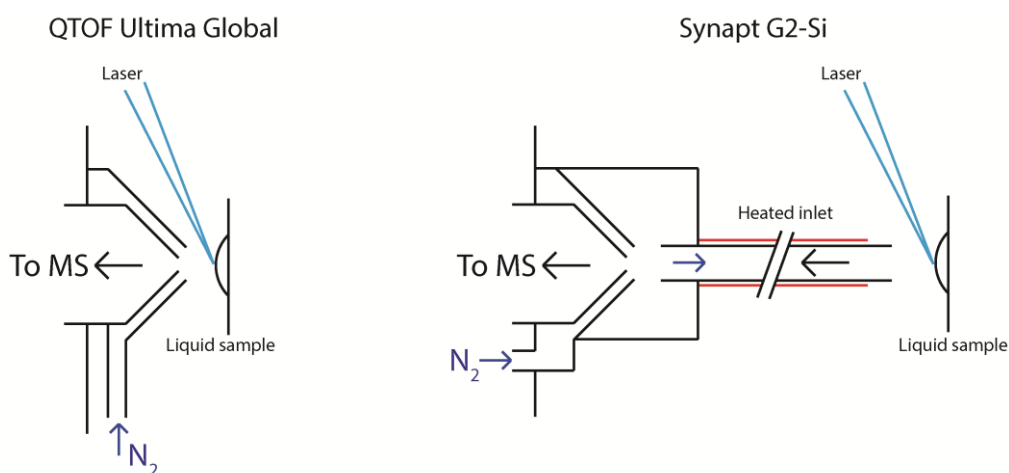 QTOF Ultima Global
Laser
To MS
Liquid sample
N2
Synapt G2-Si
Laser
Heated inlet
To MS
Liquid sample
N2